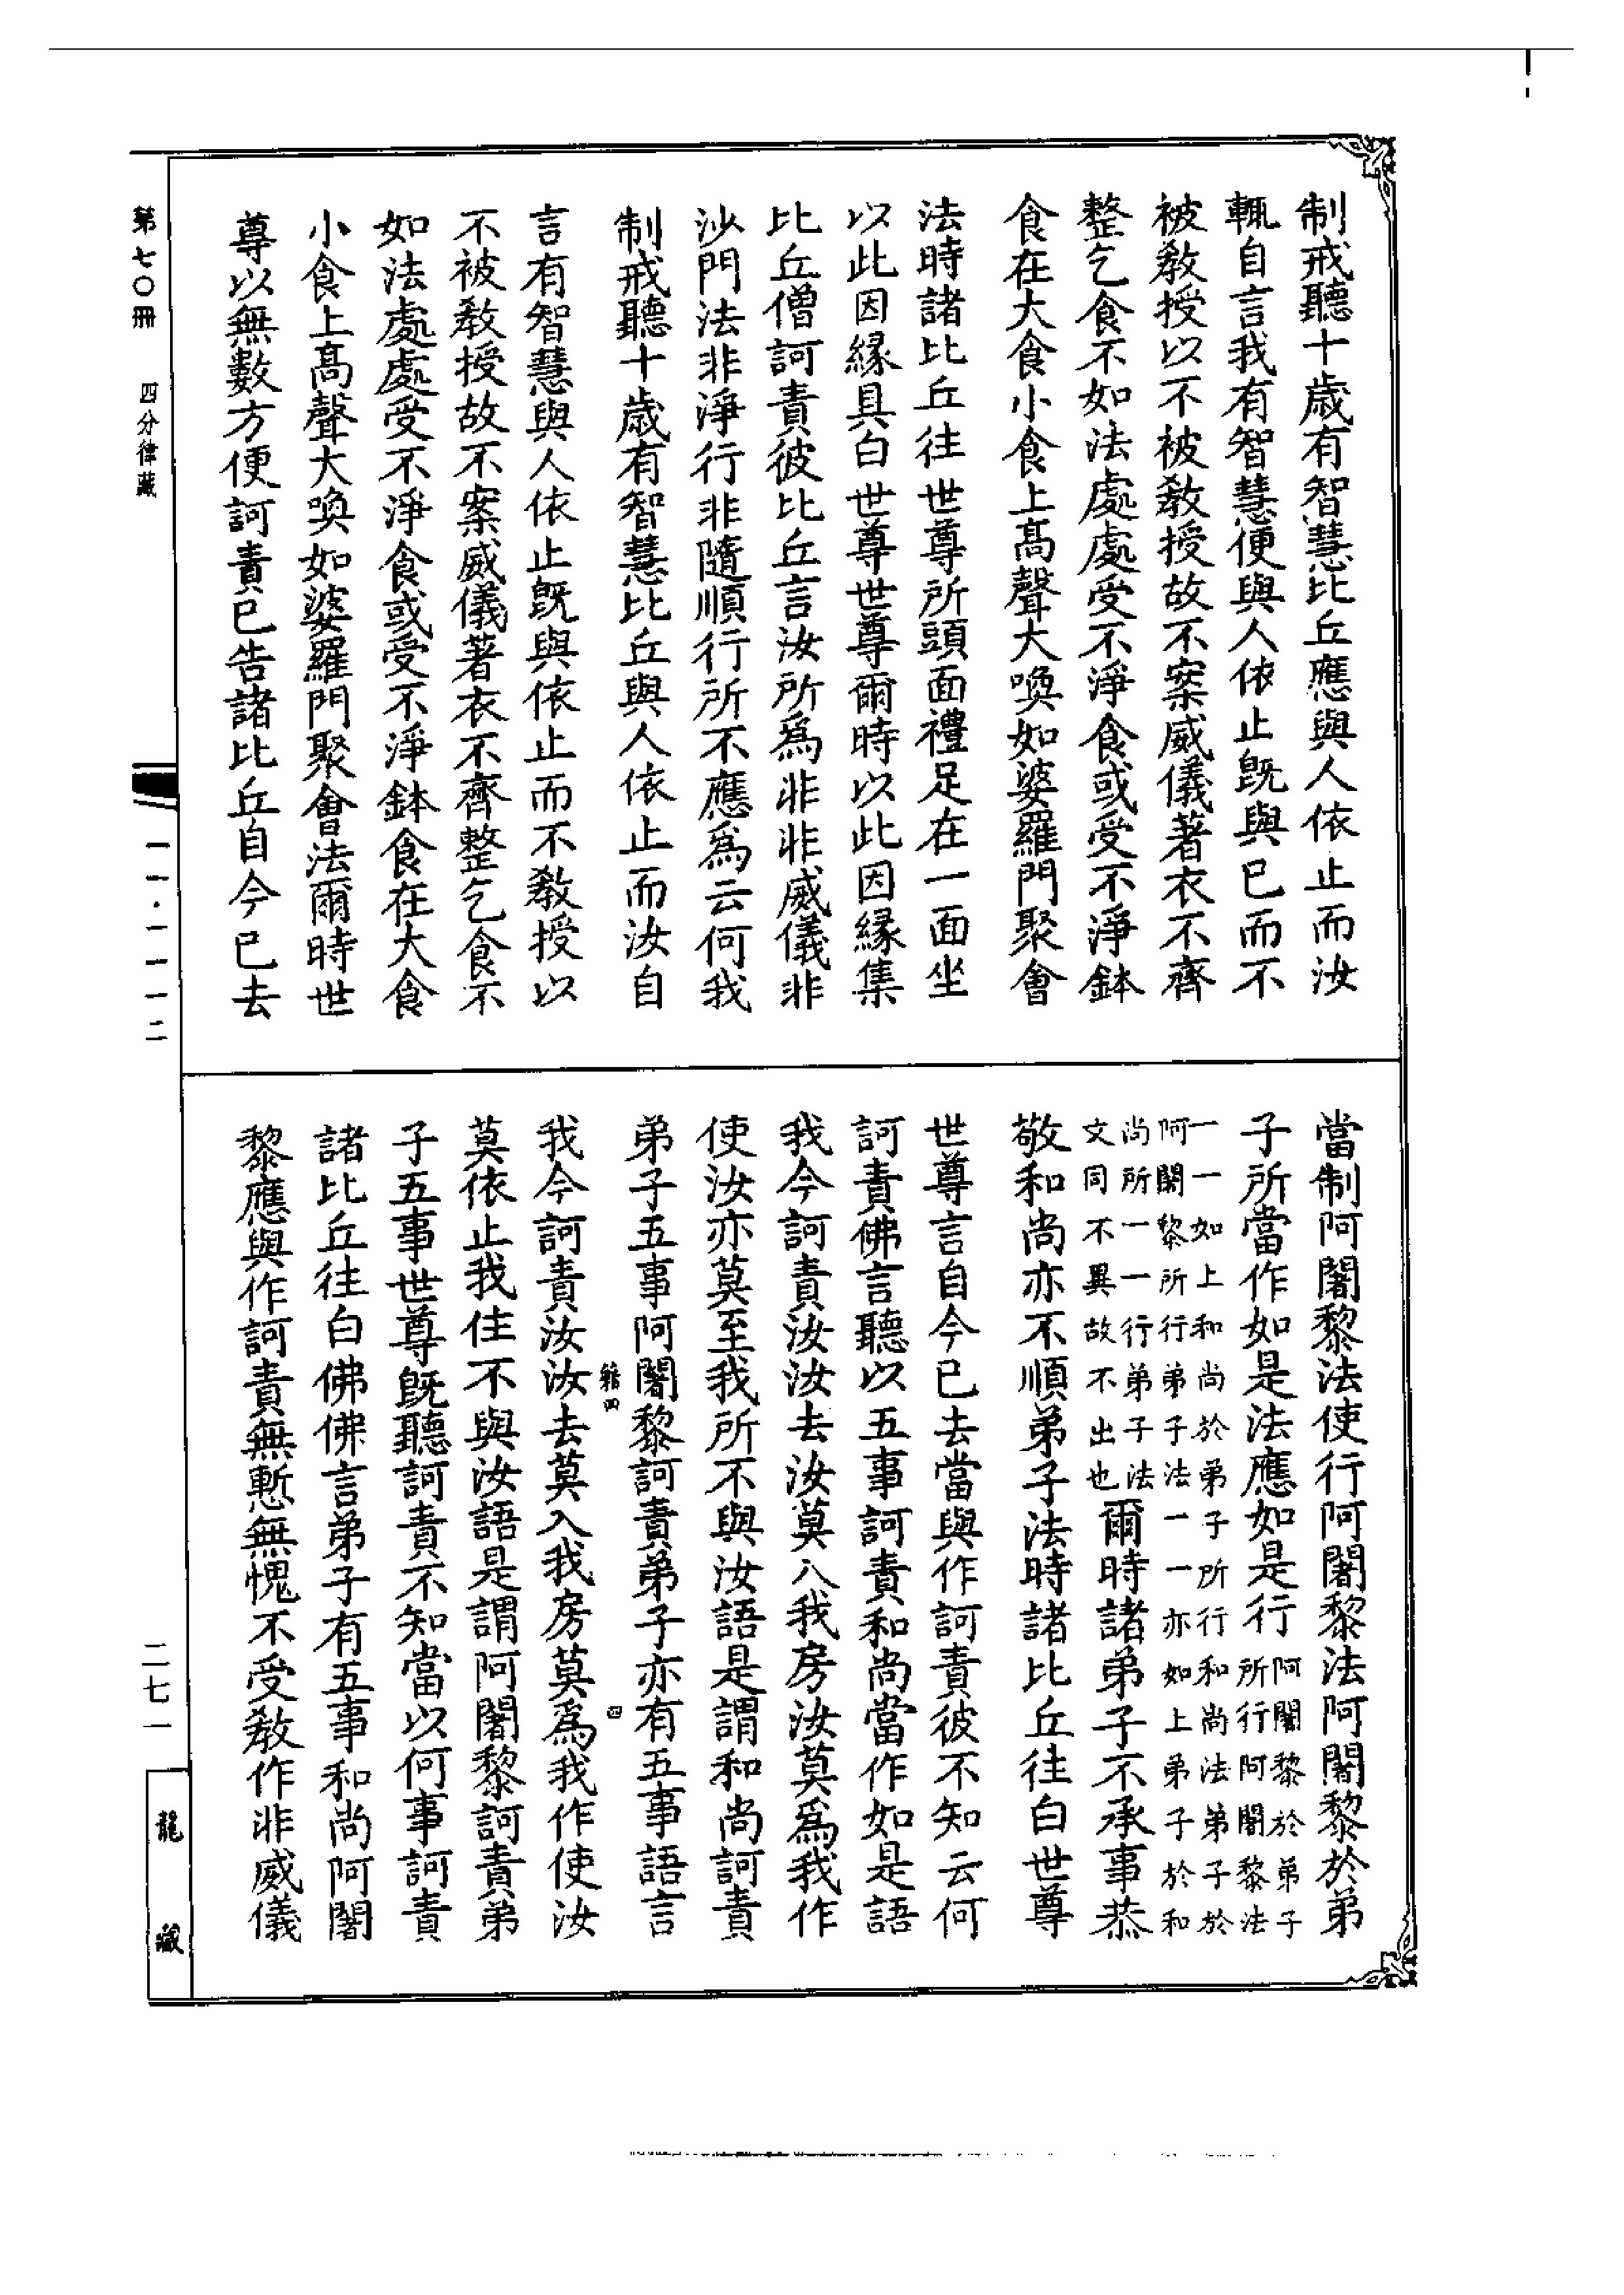 制戒聽十歲有智慧比丘應與人依止而汝
輒自言我有智慧便與人依止既與已而不
被教授以不被教授故不案威儀著衣不齊
整乞食不如法處處受不淨食或受不淨鉢
食在大食小食上高聲大喚如婆羅門聚會
法時諸比丘往世尊所頭面禮足在一面坐
以此因緣具白世尊世尊爾時以此因緣集
比丘僧訶責彼比丘言汝所為非非威儀非
沙門法非淨行非隨順行所不應為云何我
制戒聽十歲有智慧比丘與人依止而汝自
言有智慧與人依止既與依止而不教授以
不被教授故不案威儀著衣不齊整乞食不
如法處處受不淨食或受不淨鉢食在大食
小食上高聲大喚如婆羅門聚會法爾時世
尊以無數方便訶責已告諸比丘自今已去
當制阿闍黎法使行阿闍黎法阿闍黎於弟
子所當作如是法應如是行阿闍黎於弟子所行阿闍黎法
一一如上和尚於弟子所行和尚法弟子於
阿闍黎所行弟子法一一亦如上弟子於和
尚所一一行弟子法
文同不異故不出也爾時諸弟子不承事恭
敬和尚亦不順弟子法時諸比丘往白世尊
世尊言自今已去當與作訶責彼不知云何
訶責佛言聽以五事訶責和尚當作如是語
我今訶責汝汝去汝莫入我房汝莫為我作
使汝亦莫至我所不與汝語是謂和尚訶責
弟子五事阿闍黎訶責弟子亦有五事語言
我今訶責汝汝去莫入我房莫為我作使汝
莫依止我住不與汝語是謂阿闍黎訶責弟
子五事世尊既聽訶責不知當以何事訶責
諸比丘往白佛佛言弟子有五事和尚阿闍
黎應與作訶責無慙無愧不受教作非威儀
第七〇冊 四分律藏
一一·一一一二
二七一
龍藏